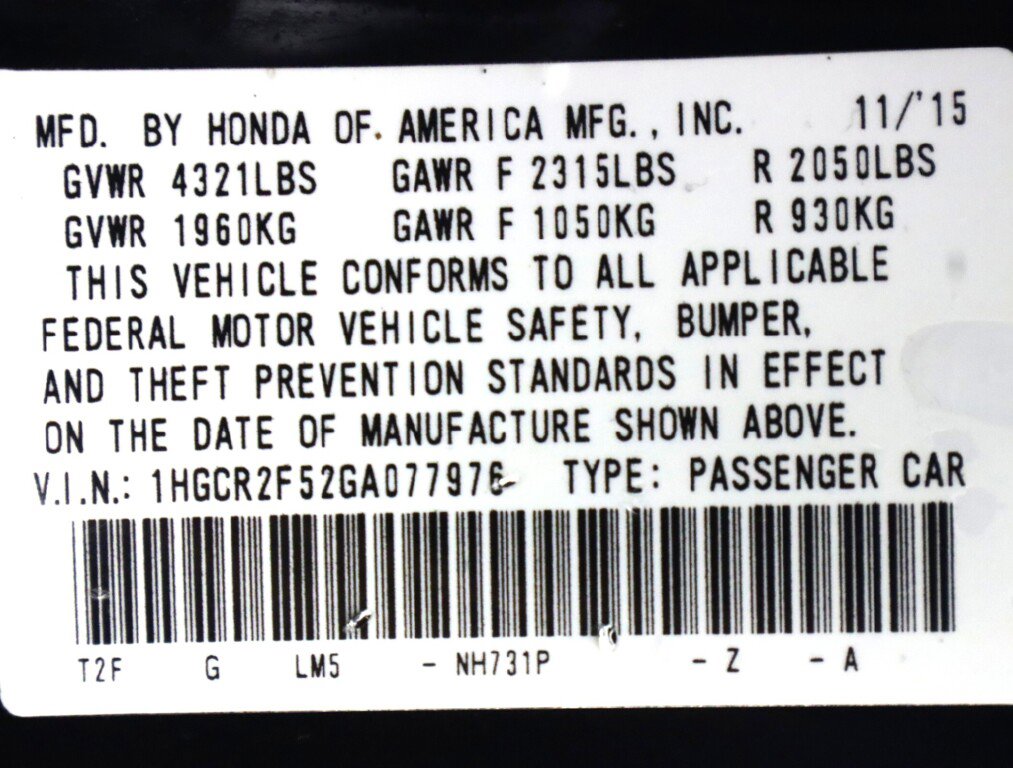 MFD. BY HONDA OF AMERICA MFG., INC. 11/'15
GVWR 4321LBS GAWR F 2315LBS R 2050LBS
GVWR 1960KG GAWR F 1050KG R 930KG
THIS VEHICLE CONFORMS TO ALL APPLICABLE
FEDERAL MOTOR VEHICLE SAFETY, BUMPER,
AND THEFT PREVENTION STANDARDS IN EFFECT
ON THE DATE OF MANUFACTURE SHOWN ABOVE.
V.I.N.: 1HGCR2F52GA077976 TYPE: PASSENGER CAR
T2F G LM5 - NH731P - Z - A